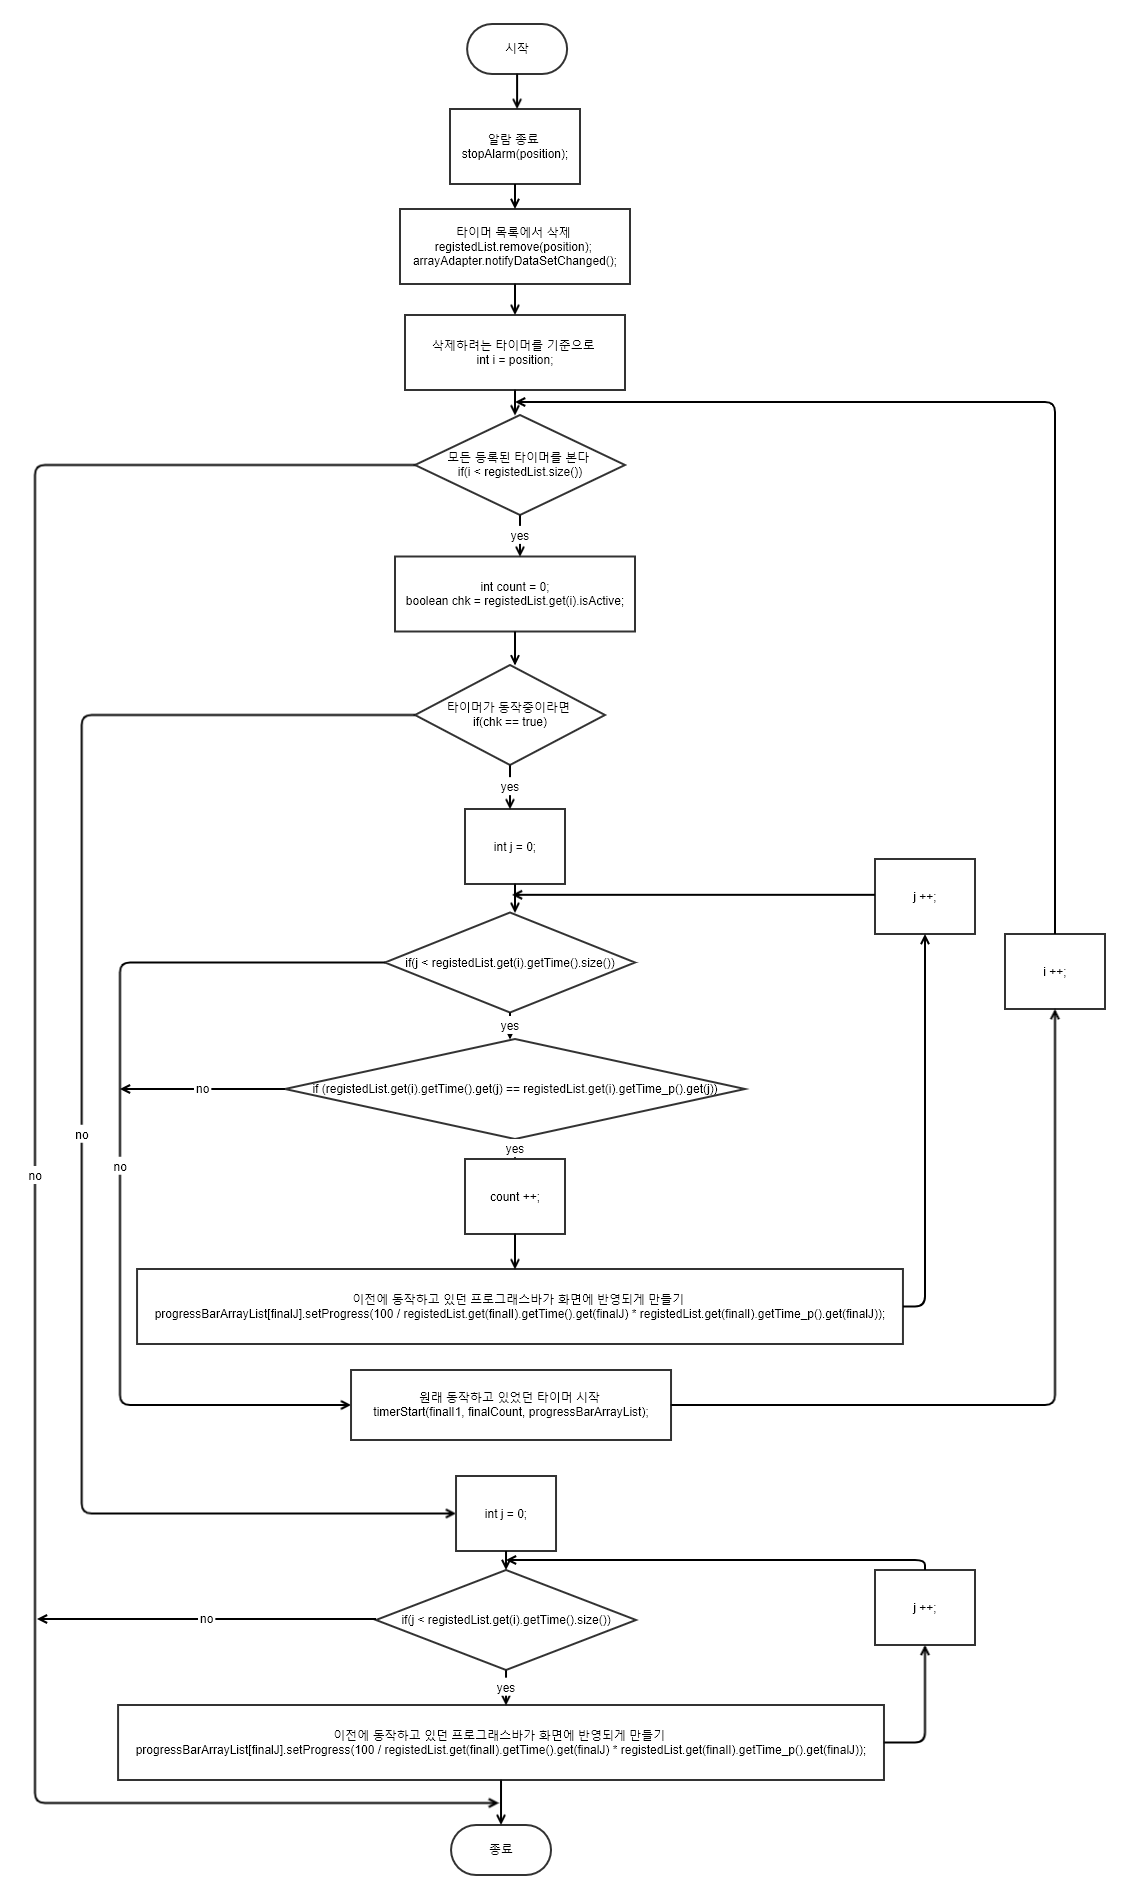 시작
알람 종료
stopAlarm(position);
타이머 목록에서 삭제
registedList.remove(position);
arrayAdapter.notifyDataSetChanged();
삭제하려는 타이머를 기준으로
int i = position;
모든 등록된 타이머를 본다
if(i < registedList.size())
yes
int count = 0;
boolean chk = registedList.get(i).isActive;
타이머가 동작중이라면
if(chk == true)
yes
int j = 0;
j ++;
if(j < registedList.get(i).getTime().size())
i ++;
yes
if (registedList.get(i).getTime().get(j) == registedList.get(i).getTime_p().get(j))
no
no
yes
no
no
count ++;
이전에 동작하고 있던 프로그래스바가 화면에 반영되게 만들기
progressBarArrayList[finalJ].setProgress(100 / registedList.get(finalI).getTime().get(finalJ) * registedList.get(finalI).getTime_p().get(finalJ));
원래 동작하고 있었던 타이머 시작
timerStart(finalI1, finalCount, progressBarArrayList);
int j = 0;
j ++;
if(j < registedList.get(i).getTime().size())
no
yes
이전에 동작하고 있던 프로그래스바가 화면에 반영되게 만들기
progressBarArrayList[finalJ].setProgress(100 / registedList.get(finalI).getTime().get(finalJ) * registedList.get(finalI).getTime_p().get(finalJ));
종료